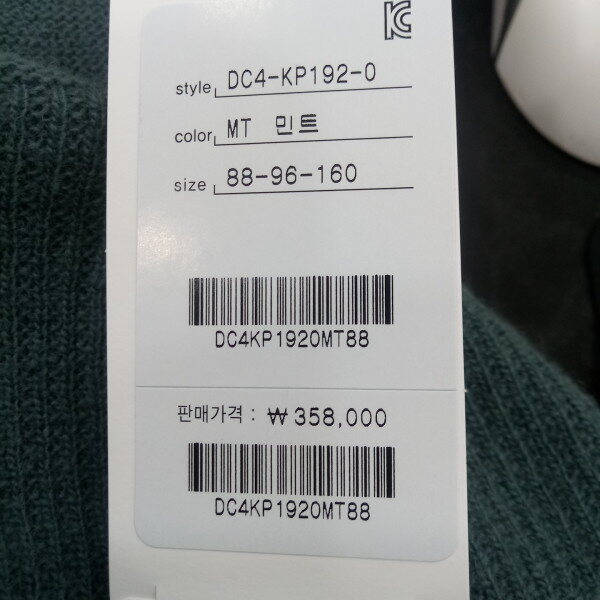 style DC4-KP192-0
color MT 민트
size 88-96-160
DC4KP1920MT88
판매가격 : ₩358,000
DC4KP1920MT88